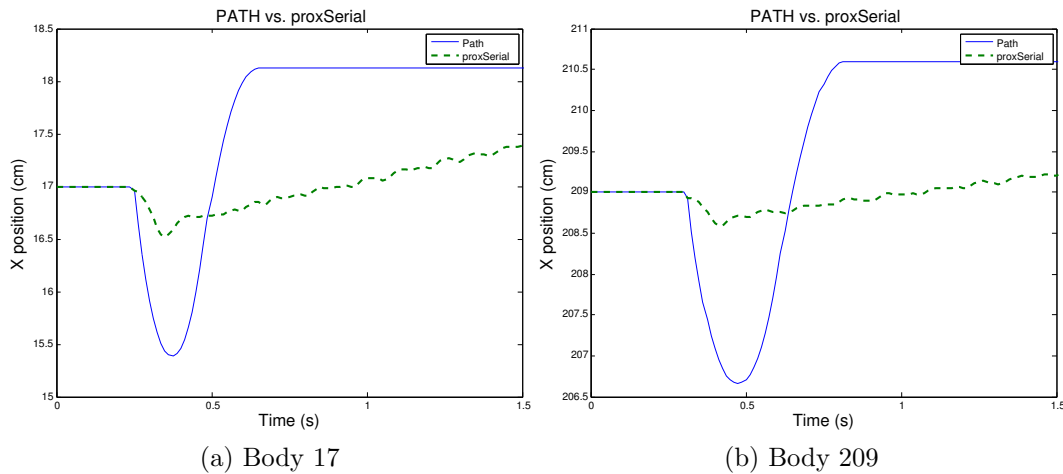 PATH vs. proxSerial
18.5
18
17.5
17
16.5
16
15.5
15
X position (cm)
Path
proxSerial
0
0.5
1
1.5
Time (s)
(a) Body 17
PATH vs. proxSerial
211
210.5
210
209.5
209
208.5
208
207.5
207
206.5
X position (cm)
Path
proxSerial
0
0.5
1
1.5
Time (s)
(b) Body 209